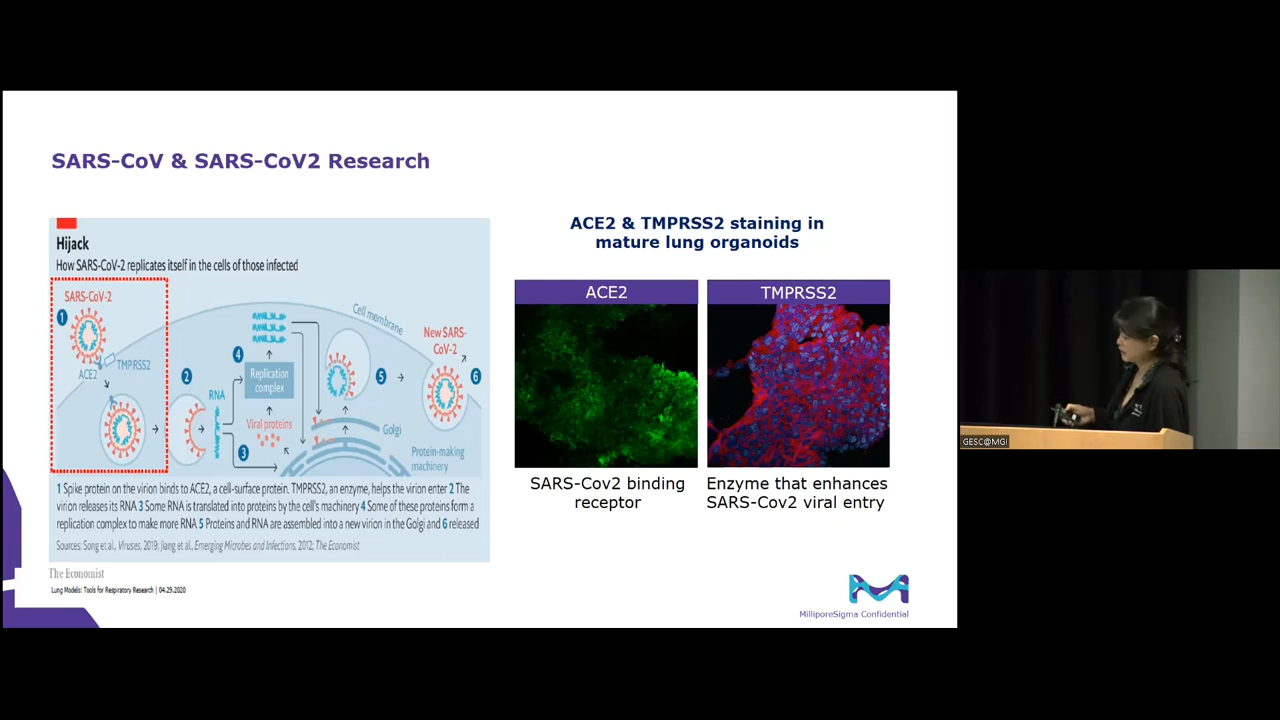 SARS-CoV & SARS-CoV2 Research
Hijack
How SARS-CoV-2 replicates itself in the cells of those infected
SARS-CoV-2
1
TMPRSS2
ACE2
2
RNA
4
Replication
complex
Viral proteins
3
Cell membrane
Golgi
Protein-making
machinery
5
New SARS-
CoV-2
6
1 Spike protein on the virion binds to ACE2, a cell-surface protein. TMPRSS2, an enzyme, helps the virion enter 2 The
virion releases its RNA 3 Some RNA is translated into proteins by the cell's machinery 4 Some of these proteins form a
replication complex to make more RNA 5 Proteins and RNA are assembled into a new virion in the Golgi and 6 released
Sources: Song et al., Viruses, 2019; Jiang et al., Emerging Microbes and Infections, 2012; The Economist
The Economist
Lung Models: Tools for Respiratory Research | 04.29.2020
ACE2 & TMPRSS2 staining in
mature lung organoids
ACE2
TMPRSS2
SARS-Cov2 binding
receptor
Enzyme that enhances
SARS-Cov2 viral entry
MilliporeSigma Confidential
GESC@MGI